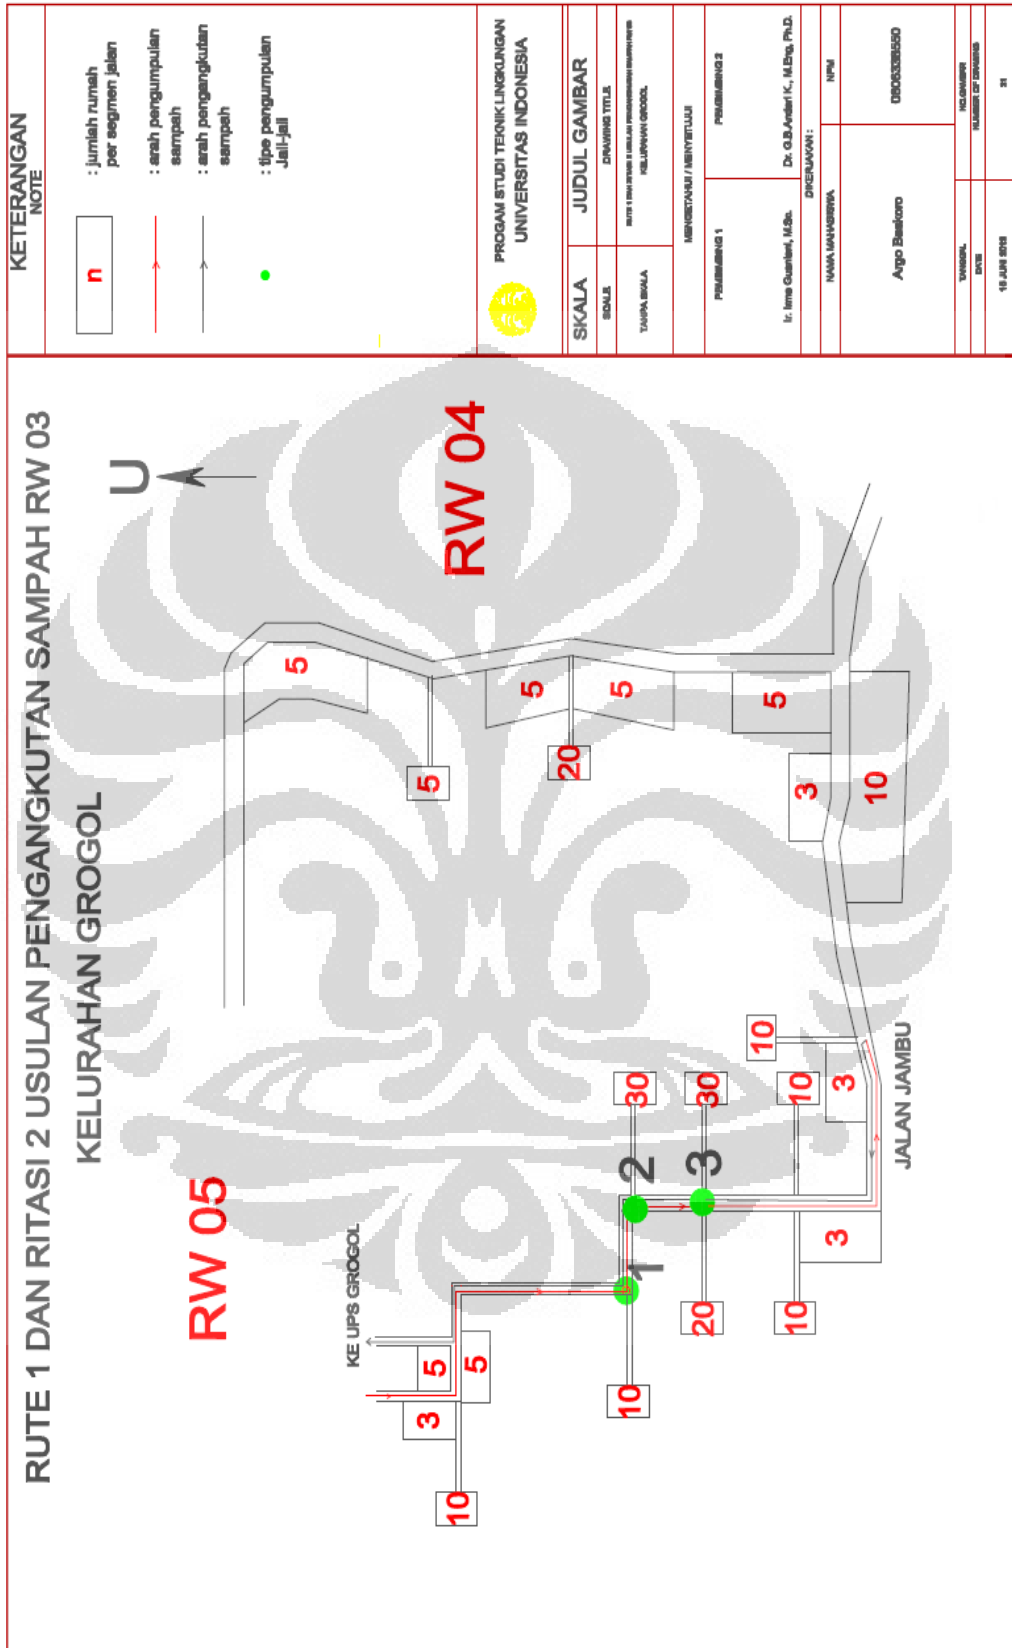 RUTE 1 DAN RITASI 2 USULAN PENGANGKUTAN SAMPAH RW 03
KELURAHAN GROGOL
U
RW 05
RW 04
KE UPS GROGOL
10
3
5
5
10
1
2
30
20
3
30
10
3
10
10
3
JALAN JAMBU
5
5
5
20
5
3
5
10
KETERANGAN
NOTE
n
: jumlah rumah
per segmen jalan
: arah pengumpulan
sampah
: arah pengangkutan
sampah
: tipe pengumpulan
Jali-jali
PROGAM STUDI TEKNIK LINGKUNGAN
UNIVERSITAS INDONESIA
SKALA
SCALE
TANPA SKALA
JUDUL GAMBAR
DRAWING TITLE
KELURAHAN GROGOL
MENGETAHUI / MENYETUJUI
PEMBIMBING 1
PEMBIMBING 2
Ir. Irma Gusniani, M.Sc.
Dr. G.B.Andari K., M.Eng, Ph.D.
DIKERJAKAN :
NAMA MAHASISWA
NPM
Argo Baskoro
TANGGAL
DATE
NO.GAMBAR
NUMBER OF DRAWING
21